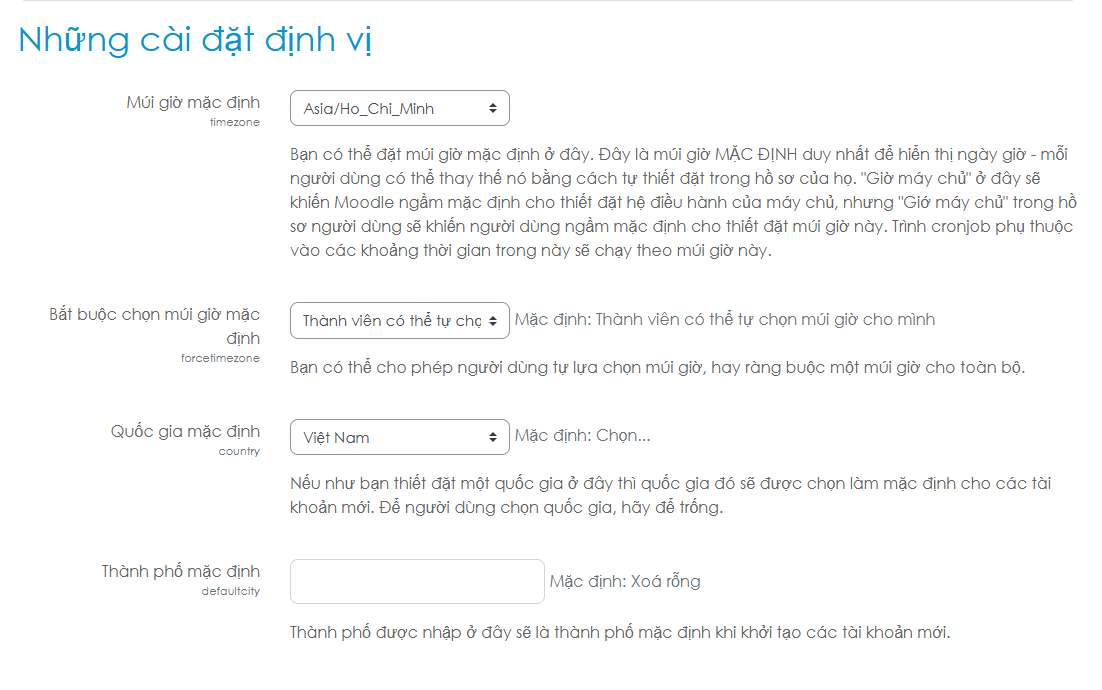 Những cài đặt định vị
Múi giờ mặc định
timezone
Asia/Ho_Chi_Minh
Bạn có thể đặt múi giờ mặc định ở đây. Đây là múi giờ MẶC ĐỊNH duy nhất để hiển thị ngày giờ - mỗi
người dùng có thể thay thế nó bằng cách tự thiết đặt trong hồ sơ của họ. "Giờ máy chủ" ở đây sẽ
khiến Moodle ngầm mặc định cho thiết đặt hệ điều hành của máy chủ, nhưng "Giớ máy chủ" trong hồ
sơ người dùng sẽ khiến người dùng ngầm mặc định cho thiết đặt múi giờ này. Trình cronjob phụ thuộc
vào các khoảng thời gian trong này sẽ chạy theo múi giờ này.
Bắt buộc chọn múi giờ mặc
định
forcetimezone
Thành viên có thể tự chọ
Mặc định: Thành viên có thể tự chọn múi giờ cho mình
Bạn có thể cho phép người dùng tự lựa chọn múi giờ, hay ràng buộc một múi giờ cho toàn bộ.
Quốc gia mặc định
country
Việt Nam
Mặc định: Chọn...
Nếu như bạn thiết đặt một quốc gia ở đây thì quốc gia đó sẽ được chọn làm mặc định cho các tài
khoản mới. Để người dùng chọn quốc gia, hãy để trống.
Thành phố mặc định
defaultcity
Mặc định: Xoá rỗng
Thành phố được nhập ở đây sẽ là thành phố mặc định khi khởi tạo các tài khoản mới.